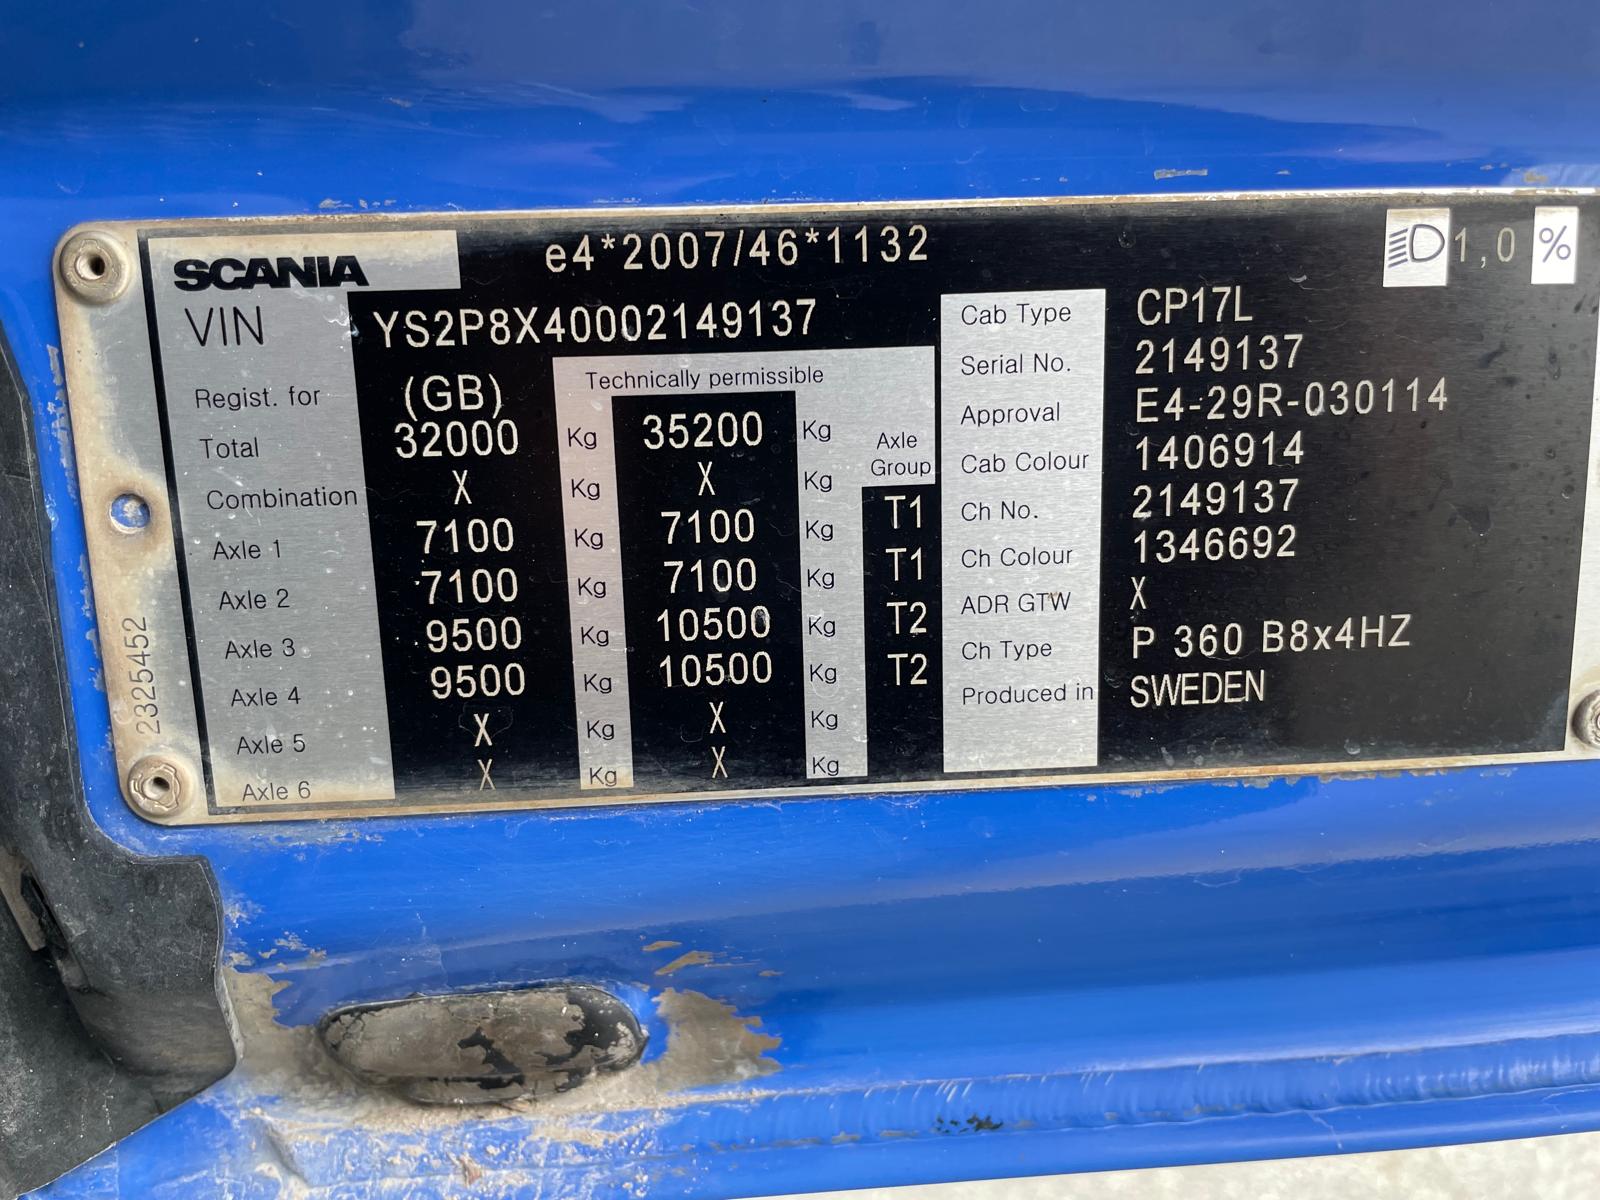 SCANIA e4*2007/46*1132 1,0 %
VIN YS2P8X40002149137
Regist. for (GB)
Technically permissible
Total 32000 Kg 35200 Kg
Axle Group
Combination X Kg X Kg
Axle 1 7100 Kg 7100 Kg T1
Axle 2 7100 Kg 7100 Kg T1
Axle 3 9500 Kg 10500 Kg T2
Axle 4 9500 Kg 10500 Kg T2
Axle 5 X Kg X Kg
Axle 6 X Kg X Kg
Cab Type CP17L
Serial No. 2149137
Approval E4-29R-030114
Cab Colour 1406914
Ch No. 2149137
Ch Colour 1346692
ADR GTW X
Ch Type P 360 B8x4HZ
Produced in SWEDEN
2325452